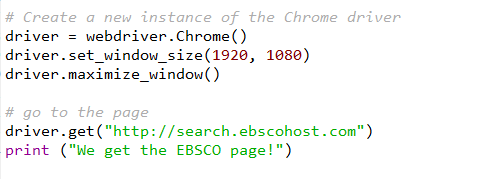 # Create a new instance of the Chrome driver
driver = webdriver.Chrome()
driver.set_window_size(1920, 1080)
driver.maximize_window()
# go to the page
driver.get("http://search.ebscohost.com")
print ("We get the EBSCO page!")